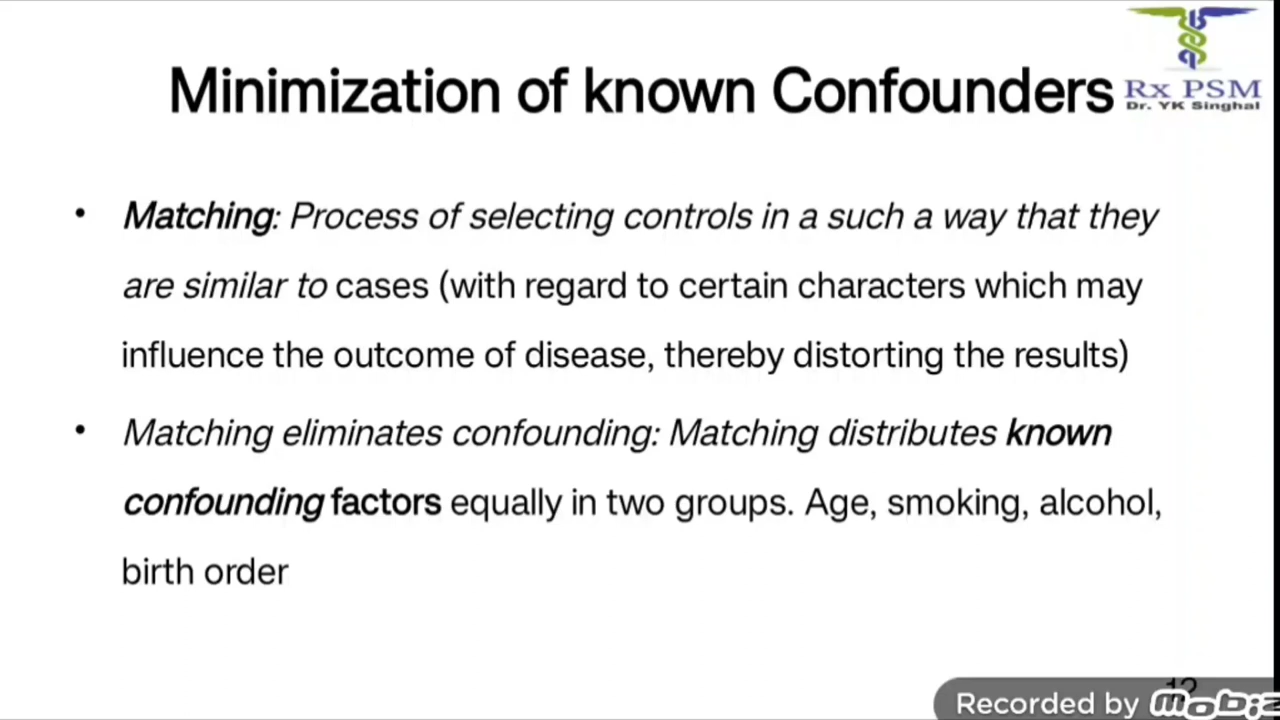 Minimization of known Confounders
Rx PSM
Dr. YK Singhal
• Matching: Process of selecting controls in a such a way that they
are similar to cases (with regard to certain characters which may
influence the outcome of disease, thereby distorting the results)
• Matching eliminates confounding: Matching distributes known
confounding factors equally in two groups. Age, smoking, alcohol,
birth order
Recorded by